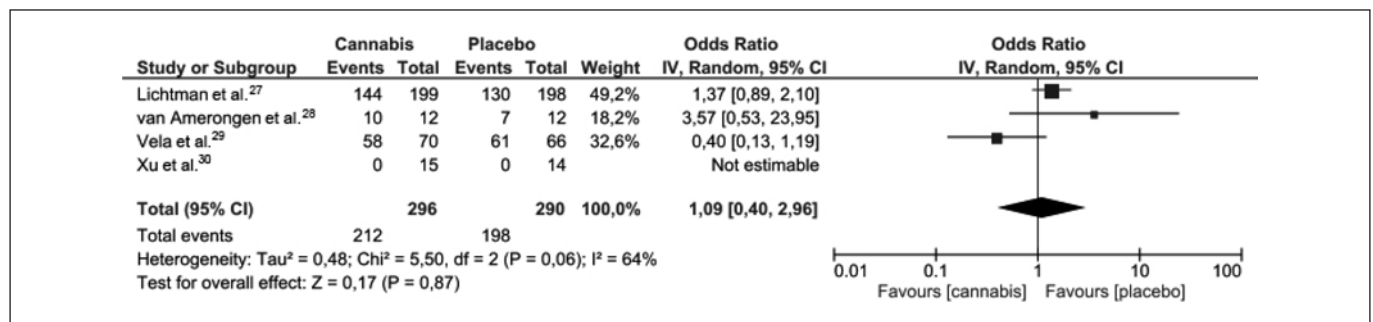 Cannabis Placebo Odds Ratio Odds Ratio
Study or Subgroup Events Total Events Total Weight IV, Random, 95% CI IV, Random, 95% CI
Lichtman et al.27 144 199 130 198 49,2% 1,37 [0,89, 2,10]
van Amerongen et al.28 10 12 7 12 18,2% 3,57 [0,53, 23,95]
Vela et al.29 58 70 61 66 32,6% 0,40 [0,13, 1,19]
Xu et al.30 0 15 0 14 Not estimable
Total (95% CI) 296 290 100,0% 1,09 [0,40, 2,96]
Total events 212 198
Heterogeneity: Tau² = 0,48; Chi² = 5,50, df = 2 (P = 0,06); I² = 64%
Test for overall effect: Z = 0,17 (P = 0,87)
0.01 0.1 1 10 100
Favours [cannabis] Favours [placebo]